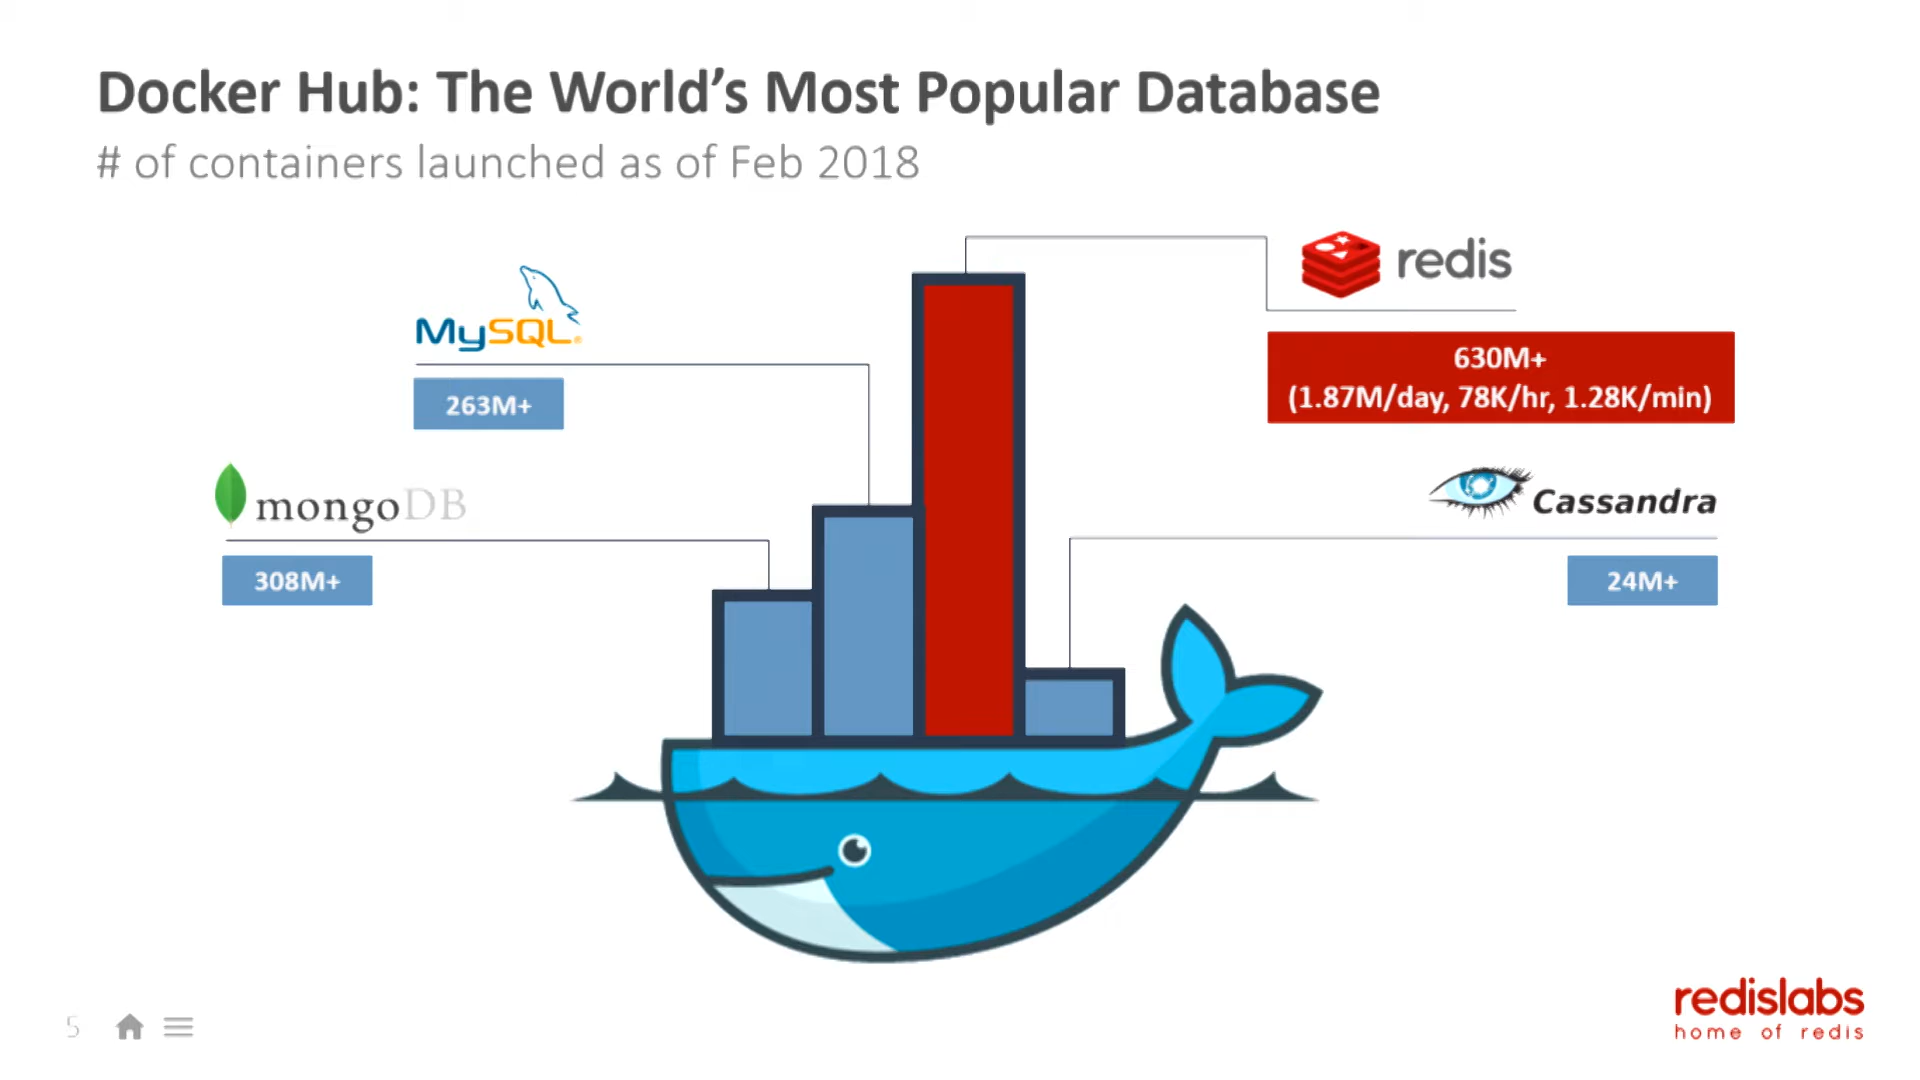 Docker Hub: The World’s Most Popular Database
# of containers launched as of Feb 2018
redis
630M+
(1.87M/day, 78K/hr, 1.28K/min)
MySQL®
263M+
mongoDB
308M+
Cassandra
24M+
5
redislabs
home of redis